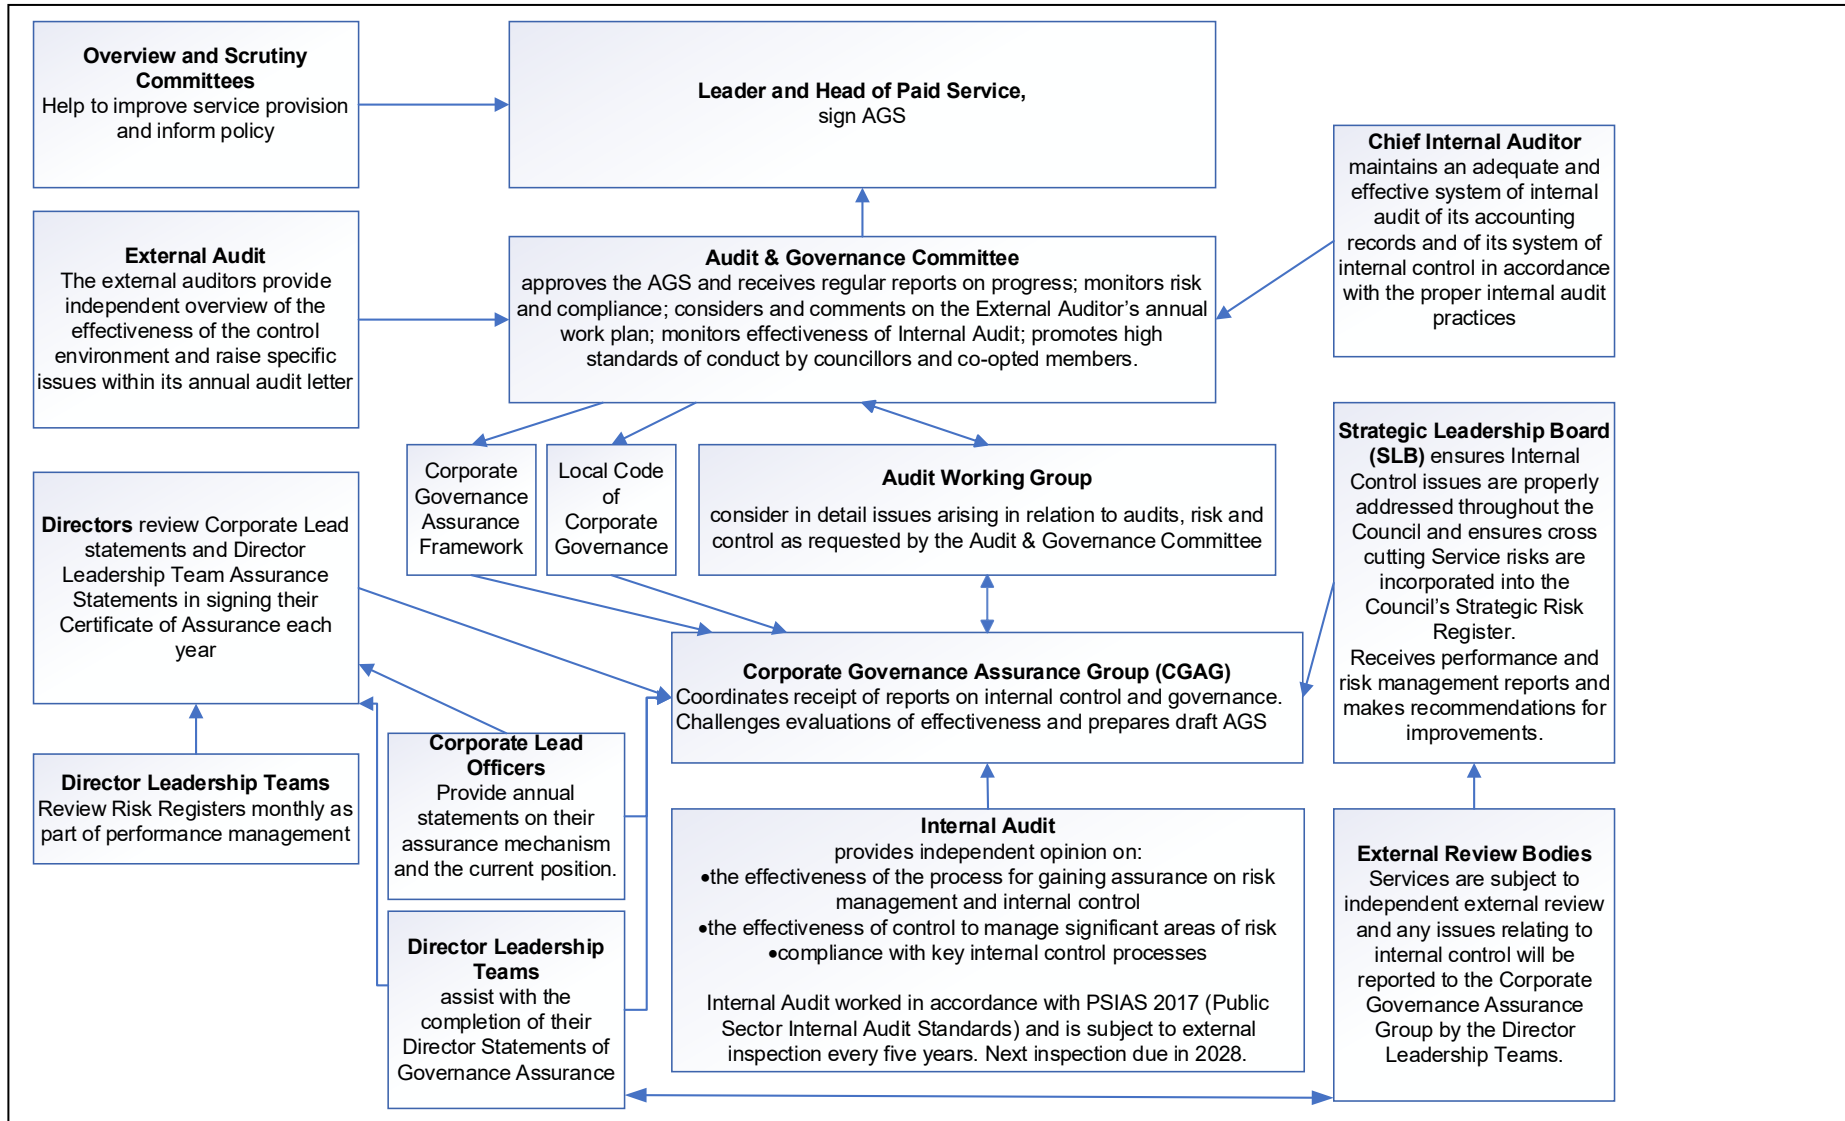 Overview and Scrutiny
Committees
Help to improve service provision
and inform policy
Leader and Head of Paid Service,
sign AGS
Chief Internal Auditor
maintains an adequate and
effective system of internal
audit of its accounting
records and of its system of
internal control in accordance
with the proper internal audit
practices
External Audit
The external auditors provide
independent overview of the
effectiveness of the control
environment and raise specific
issues within its annual audit letter
Audit & Governance Committee
approves the AGS and receives regular reports on progress; monitors risk
and compliance; considers and comments on the External Auditor’s annual
work plan; monitors effectiveness of Internal Audit; promotes high
standards of conduct by councillors and co-opted members.
Corporate
Governance
Assurance
Framework
Local Code
of
Corporate
Governance
Audit Working Group
consider in detail issues arising in relation to audits, risk and
control as requested by the Audit & Governance Committee
Strategic Leadership Board
(SLB) ensures Internal
Control issues are properly
addressed throughout the
Council and ensures cross
cutting Service risks are
incorporated into the
Council’s Strategic Risk
Register.
Receives performance and
risk management reports and
makes recommendations for
improvements.
Directors review Corporate Lead
statements and Director
Leadership Team Assurance
Statements in signing their
Certificate of Assurance each
year
Corporate Governance Assurance Group (CGAG)
Coordinates receipt of reports on internal control and governance.
Challenges evaluations of effectiveness and prepares draft AGS
Director Leadership Teams
Review Risk Registers monthly as
part of performance management
Corporate Lead
Officers
Provide annual
statements on their
assurance mechanism
and the current position.
Internal Audit
provides independent opinion on:
•the effectiveness of the process for gaining assurance on risk
management and internal control
•the effectiveness of control to manage significant areas of risk
•compliance with key internal control processes
Internal Audit worked in accordance with PSIAS 2017 (Public
Sector Internal Audit Standards) and is subject to external
inspection every five years. Next inspection due in 2028.
External Review Bodies
Services are subject to
independent external review
and any issues relating to
internal control will be
reported to the Corporate
Governance Assurance
Group by the Director
Leadership Teams.
Director Leadership
Teams
assist with the
completion of their
Director Statements of
Governance Assurance